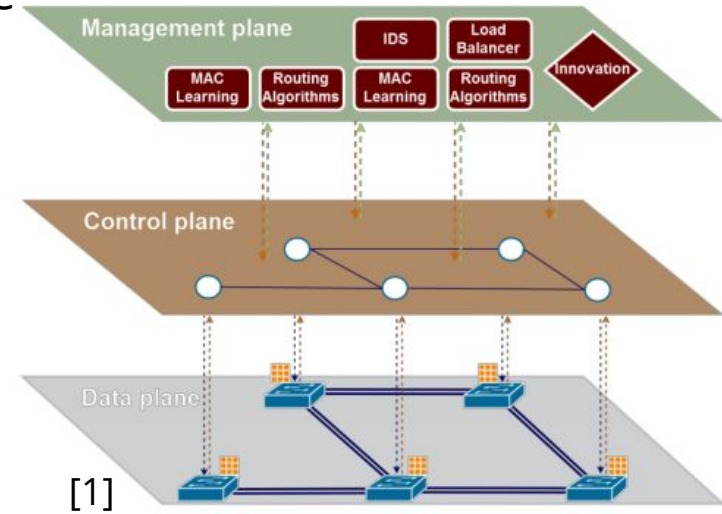 Management plane
IDS
Load
Balancer
Innovation
MAC
Learning
Routing
Algorithms
MAC
Learning
Routing
Algorithms
Control plane
Data plane
[1]